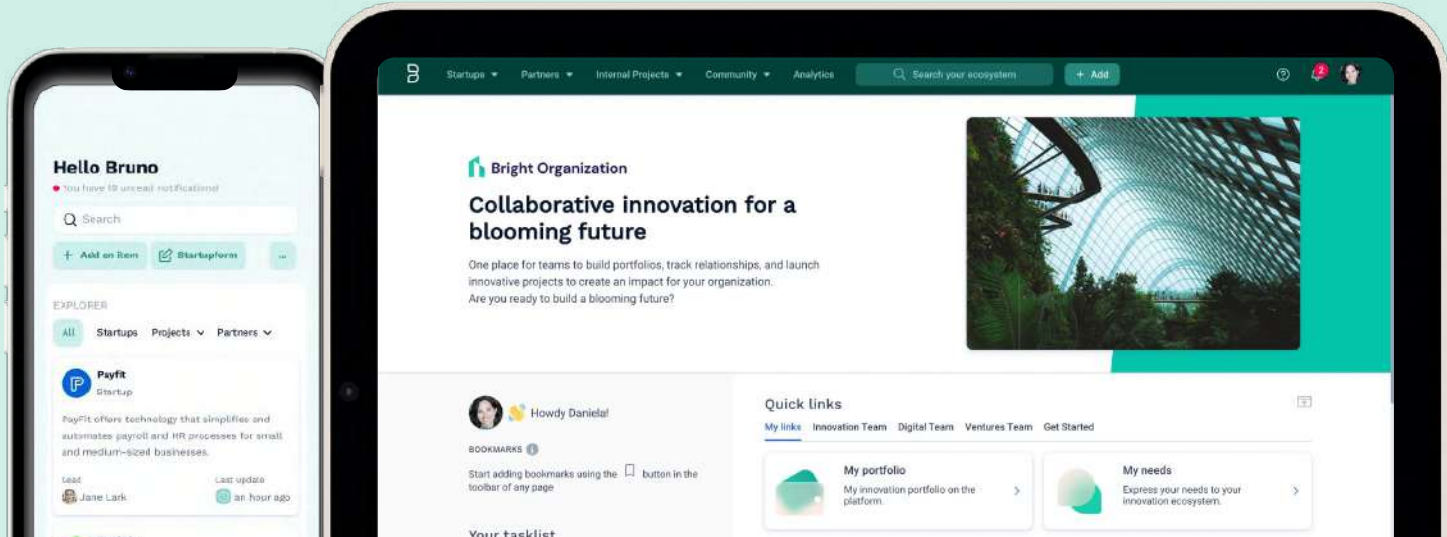 Hello Bruno
You have 18 unread notifications!
Search
+ Add an item
Startupform
...
EXPLORER
All Startups Projects Partners
Payfit
Startup
PayFit offers technology that simplifies and
automates payroll and HR processes for small
and medium-sized businesses.
Lead Last update
Jane Lark an hour ago
Startups Partners Internal Projects Community Analytics Search your ecosystem + Add
2
Bright Organization
Collaborative innovation for a
blooming future
One place for teams to build portfolios, track relationships, and launch
innovative projects to create an impact for your organization.
Are you ready to build a blooming future?
Howdy Daniela!
BOOKMARKS
Start adding bookmarks using the button in the
toolbar of any page
Your tasklist
Quick links
My links Innovation Team Digital Team Ventures Team Get Started
My portfolio
My innovation portfolio on the
platform.
My needs
Express your needs to your
innovation ecosystem.